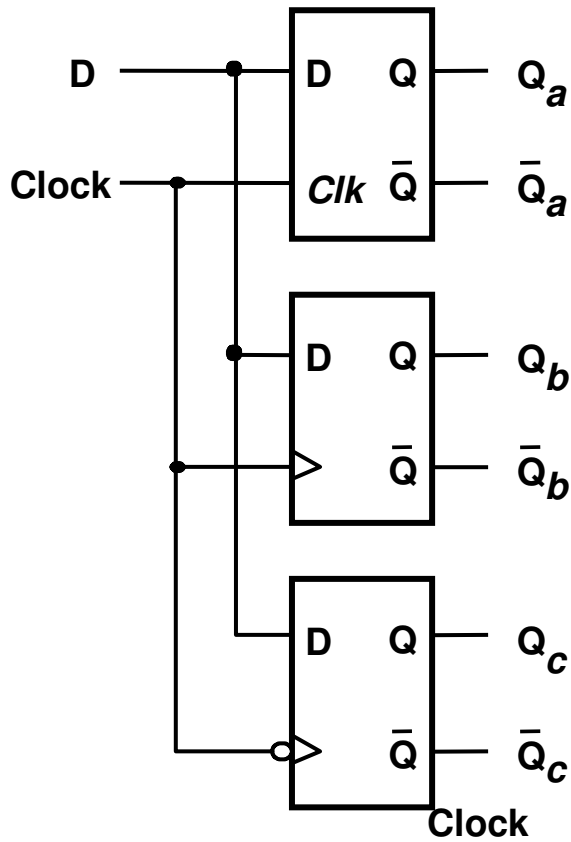 D D Q Qa
Clock Clk Q̅ Q̅a
D Q Qb
Q̅ Q̅b
D Q Qc
Q̅ Q̅c
Clock